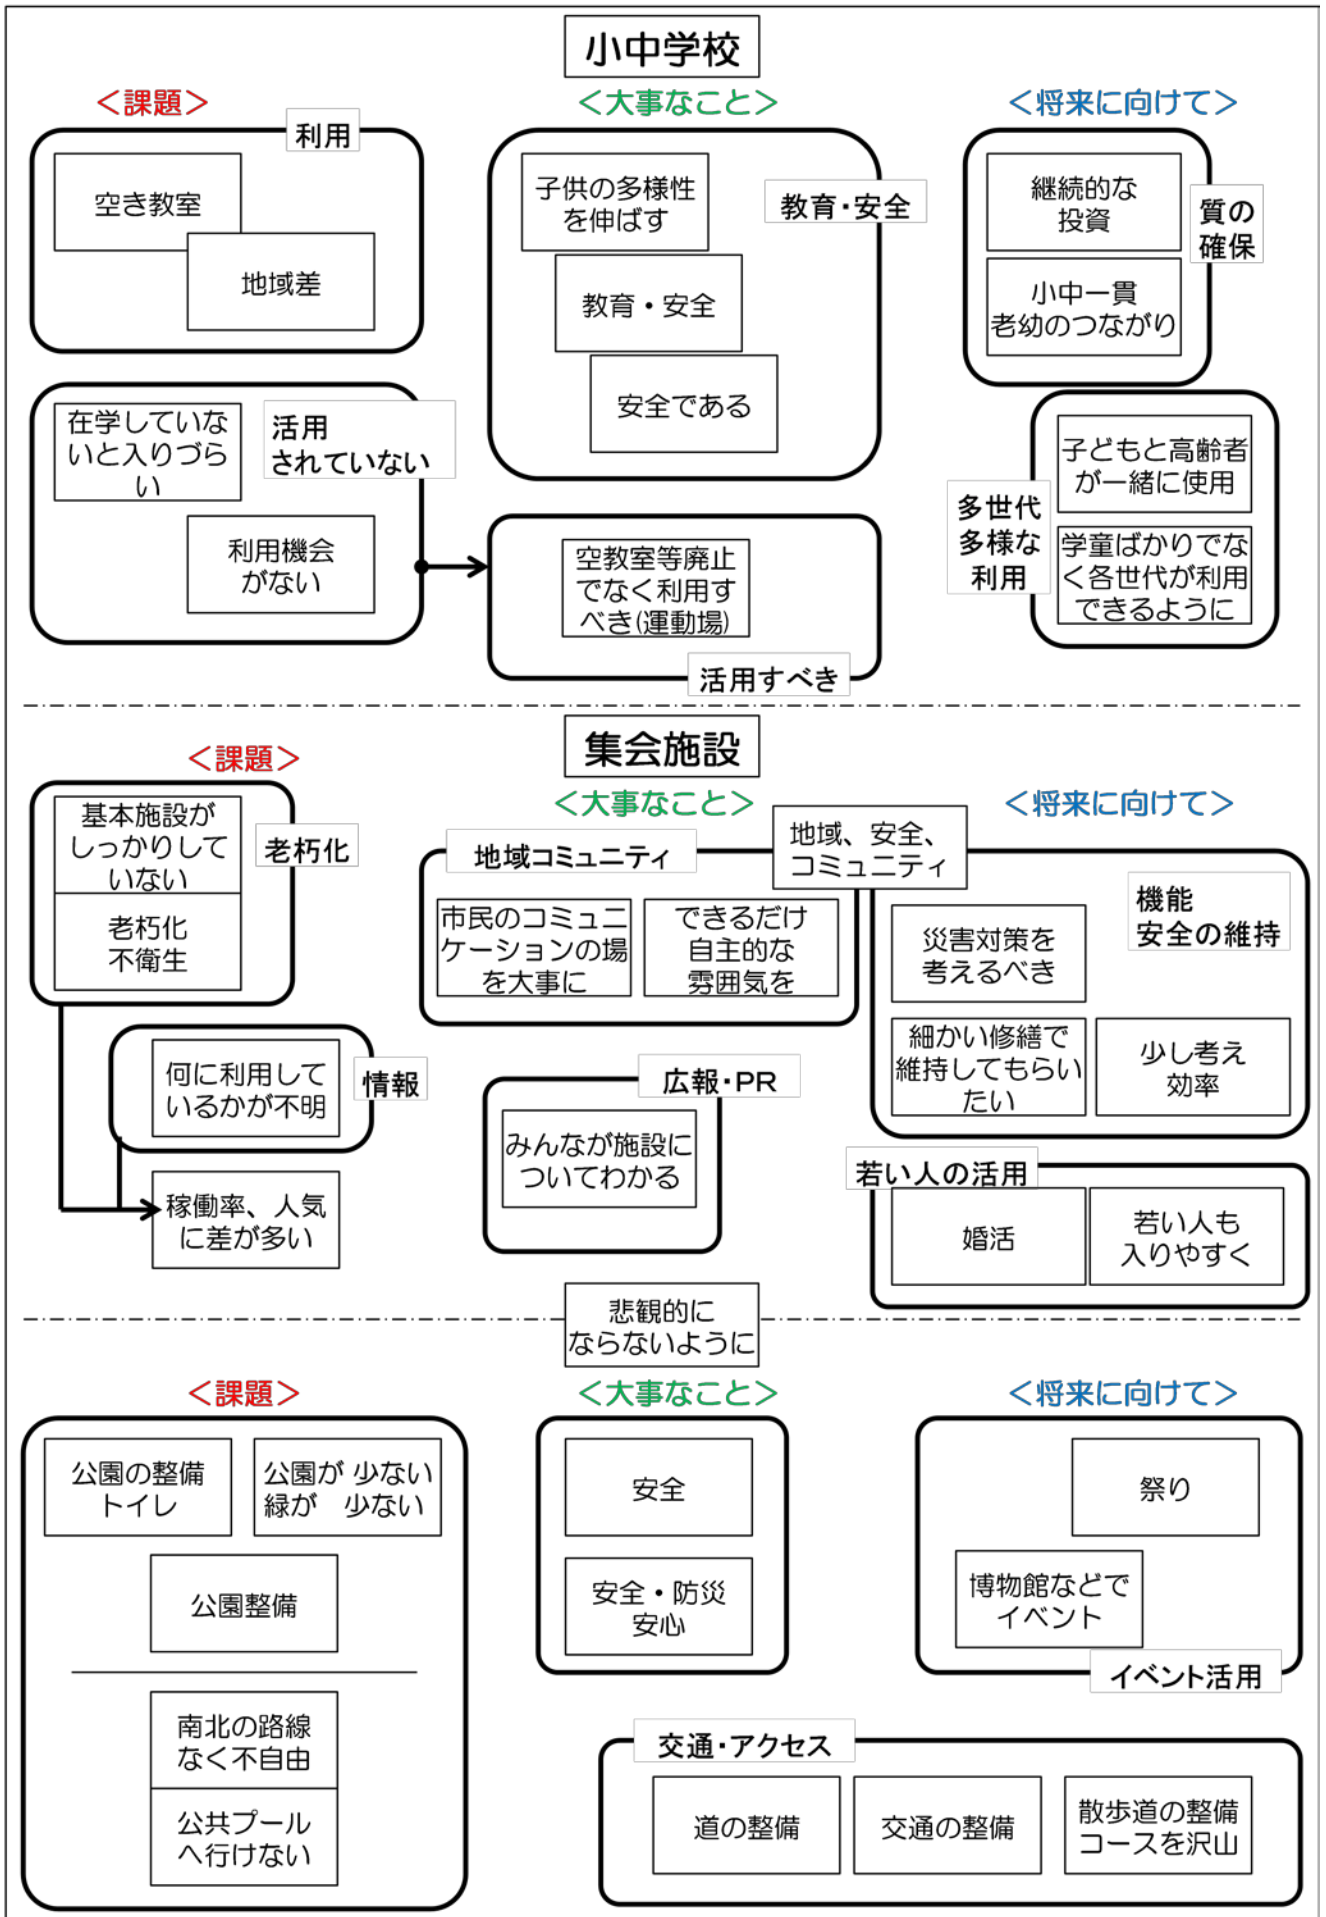 小中学校
＜課題＞
＜大事なこと＞
＜将来に向けて＞
利用
空き教室
地域差
活用
されていない
在学していな
いと入りづら
い
利用機会
がない
教育・安全
子供の多様性
を伸ばす
教育・安全
安全である
空教室等廃止
でなく利用す
べき(運動場)
活用すべき
質の
確保
継続的な
投資
小中一貫
老幼のつながり
多世代
多様な
利用
子どもと高齢者
が一緒に使用
学童ばかりでな
く各世代が利用
できるように
集会施設
＜課題＞
＜大事なこと＞
＜将来に向けて＞
老朽化
基本施設が
しっかりして
いない
老朽化
不衛生
情報
何に利用して
いるかが不明
稼働率、人気
に差が多い
地域コミュニティ
地域、安全、
コミュニティ
市民のコミュニ
ケーションの場
を大事に
できるだけ
自主的な
雰囲気を
広報・PR
みんなが施設に
ついてわかる
機能
安全の維持
災害対策を
考えるべき
細かい修繕で
維持してもらい
たい
少し考え
効率
若い人の活用
婚活
若い人も
入りやすく
悲観的に
ならないように
＜課題＞
＜大事なこと＞
＜将来に向けて＞
公園の整備
トイレ
公園が 少ない
緑が　少ない
公園整備
南北の路線
なく不自由
公共プール
へ行けない
安全
安全・防災
安心
祭り
博物館などで
イベント
イベント活用
交通・アクセス
道の整備
交通の整備
散歩道の整備
コースを沢山